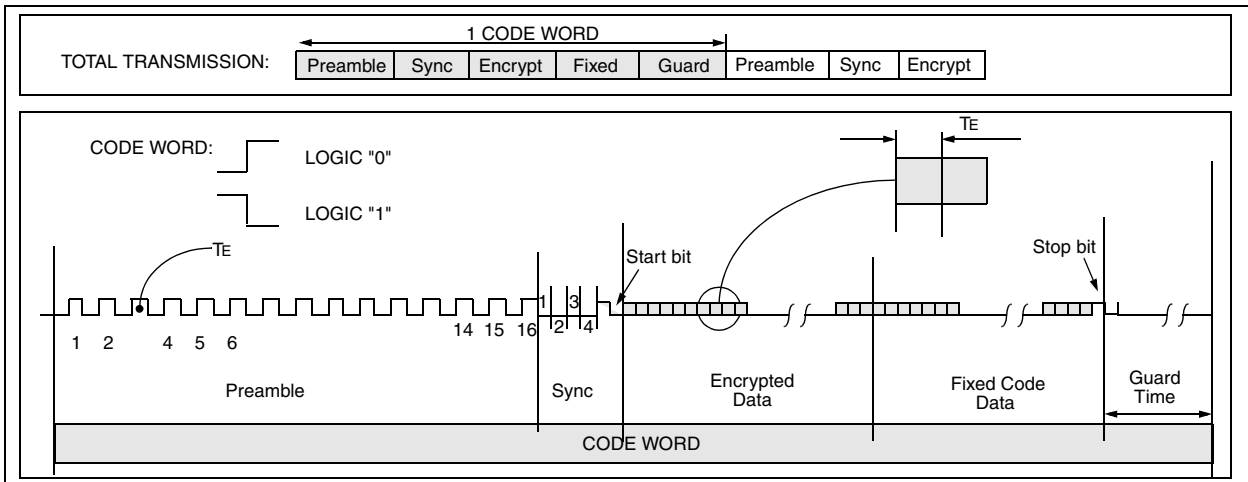 1 CODE WORD
TOTAL TRANSMISSION: Preamble Sync Encrypt Fixed Guard Preamble Sync Encrypt
CODE WORD:
LOGIC "0"
LOGIC "1"
TE
TE
Start bit
Stop bit
1 2 4 5 6 14 15 16
1 3
2 4
Preamble
Sync
Encrypted
Data
Fixed Code
Data
Guard
Time
CODE WORD